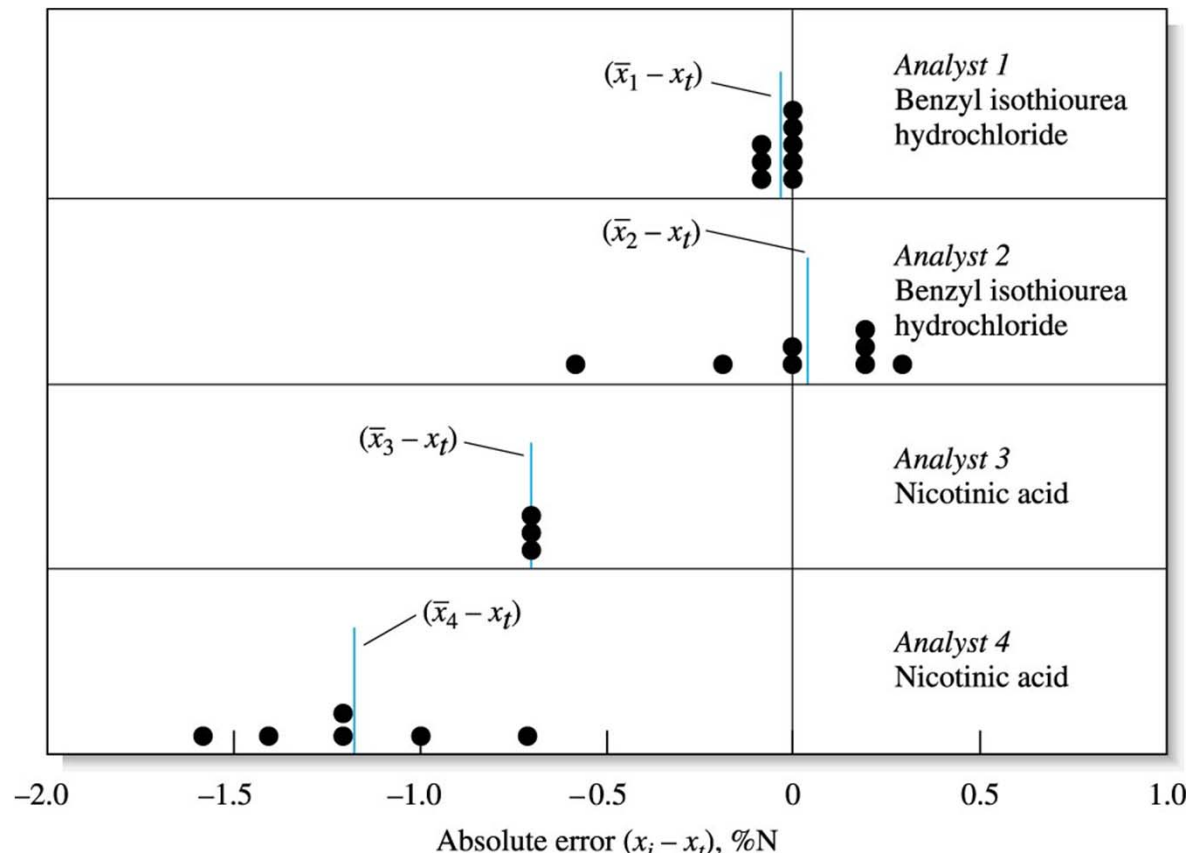 (x̄₁ – xₜ)
Analyst 1
Benzyl isothiourea
hydrochloride
(x̄₂ – xₜ)
Analyst 2
Benzyl isothiourea
hydrochloride
(x̄₃ – xₜ)
Analyst 3
Nicotinic acid
(x̄₄ – xₜ)
Analyst 4
Nicotinic acid
–2.0 –1.5 –1.0 –0.5 0 0.5 1.0
Absolute error (xᵢ – xₜ), %N